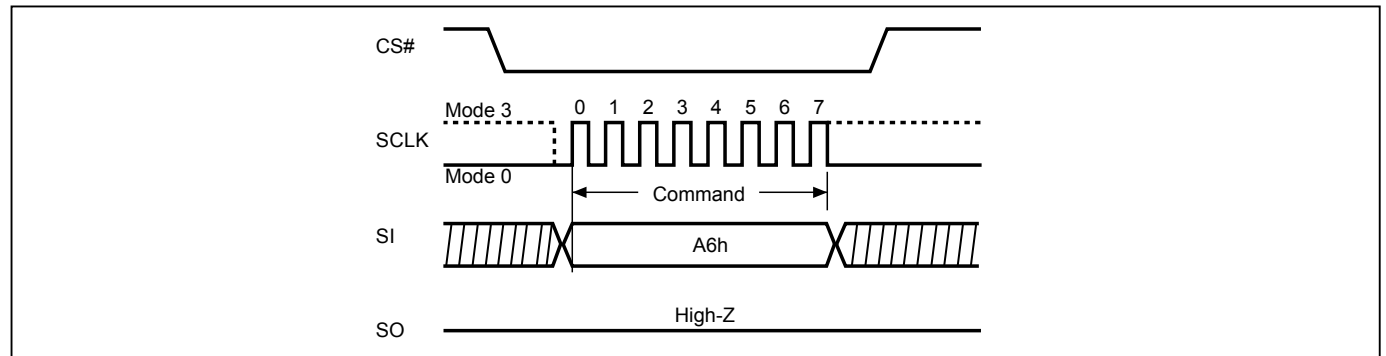 CS#
Mode 3
0 1 2 3 4 5 6 7
SCLK
Mode 0
Command
SI
A6h
High-Z
SO